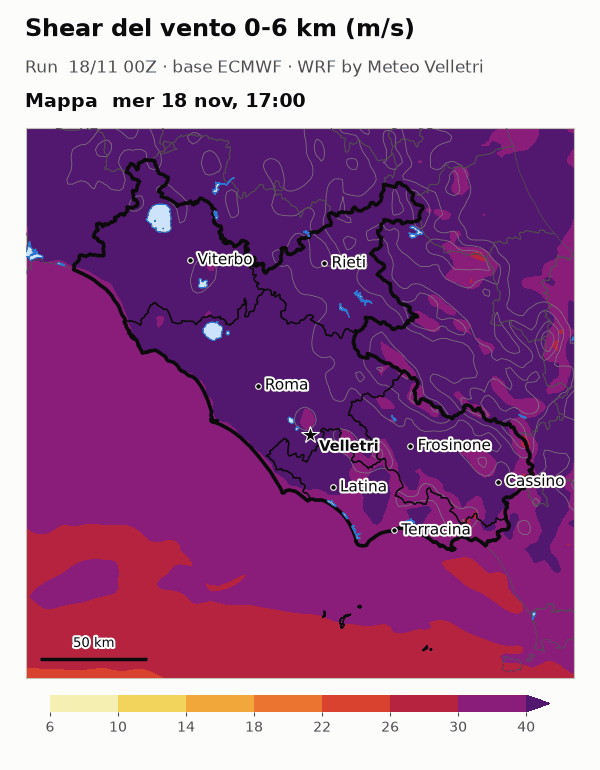 Shear del vento 0-6 km (m/s)
Run 18/11 00Z · base ECMWF · WRF by Meteo Velletri
Mappa mer 18 nov, 17:00
Viterbo
Rieti
Roma
Velletri
Frosinone
Cassino
Latina
Terracina
50 km
6 10 14 18 22 26 30 40